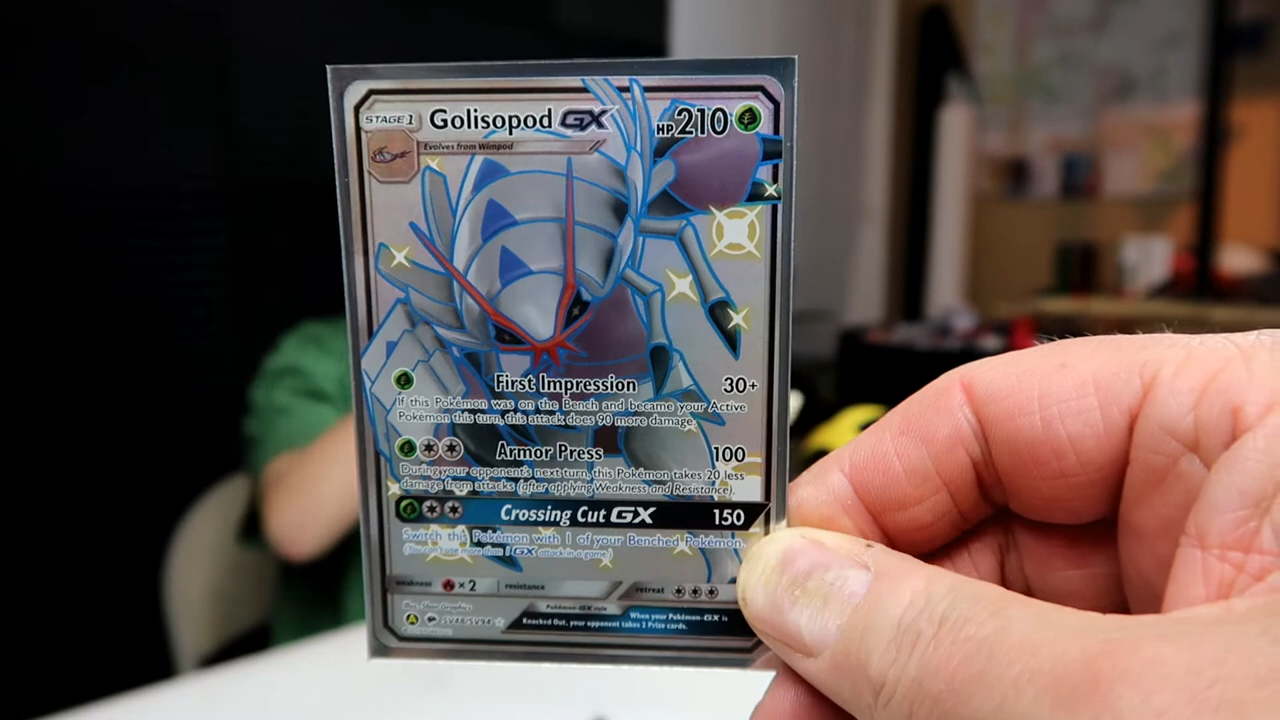 STAGE 1 Golisopod GX HP 210
Evolves from Wimpod
First Impression 30+
If this Pokémon was on the Bench and became your Active
Pokémon this turn, this attack does 90 more damage.
Armor Press 100
During your opponent's next turn, this Pokémon takes 20 less
damage from attacks (after applying Weakness and Resistance).
Crossing Cut GX 150
Switch this Pokémon with 1 of your Benched Pokémon.
(You can't use more than 1 GX attack in a game.)
weakness ×2 resistance retreat
Illus. 5ban Graphics
Pokémon-GX rule
When your Pokémon-GX is
Knocked Out, your opponent takes 2 Prize cards.
A SV48/SV94